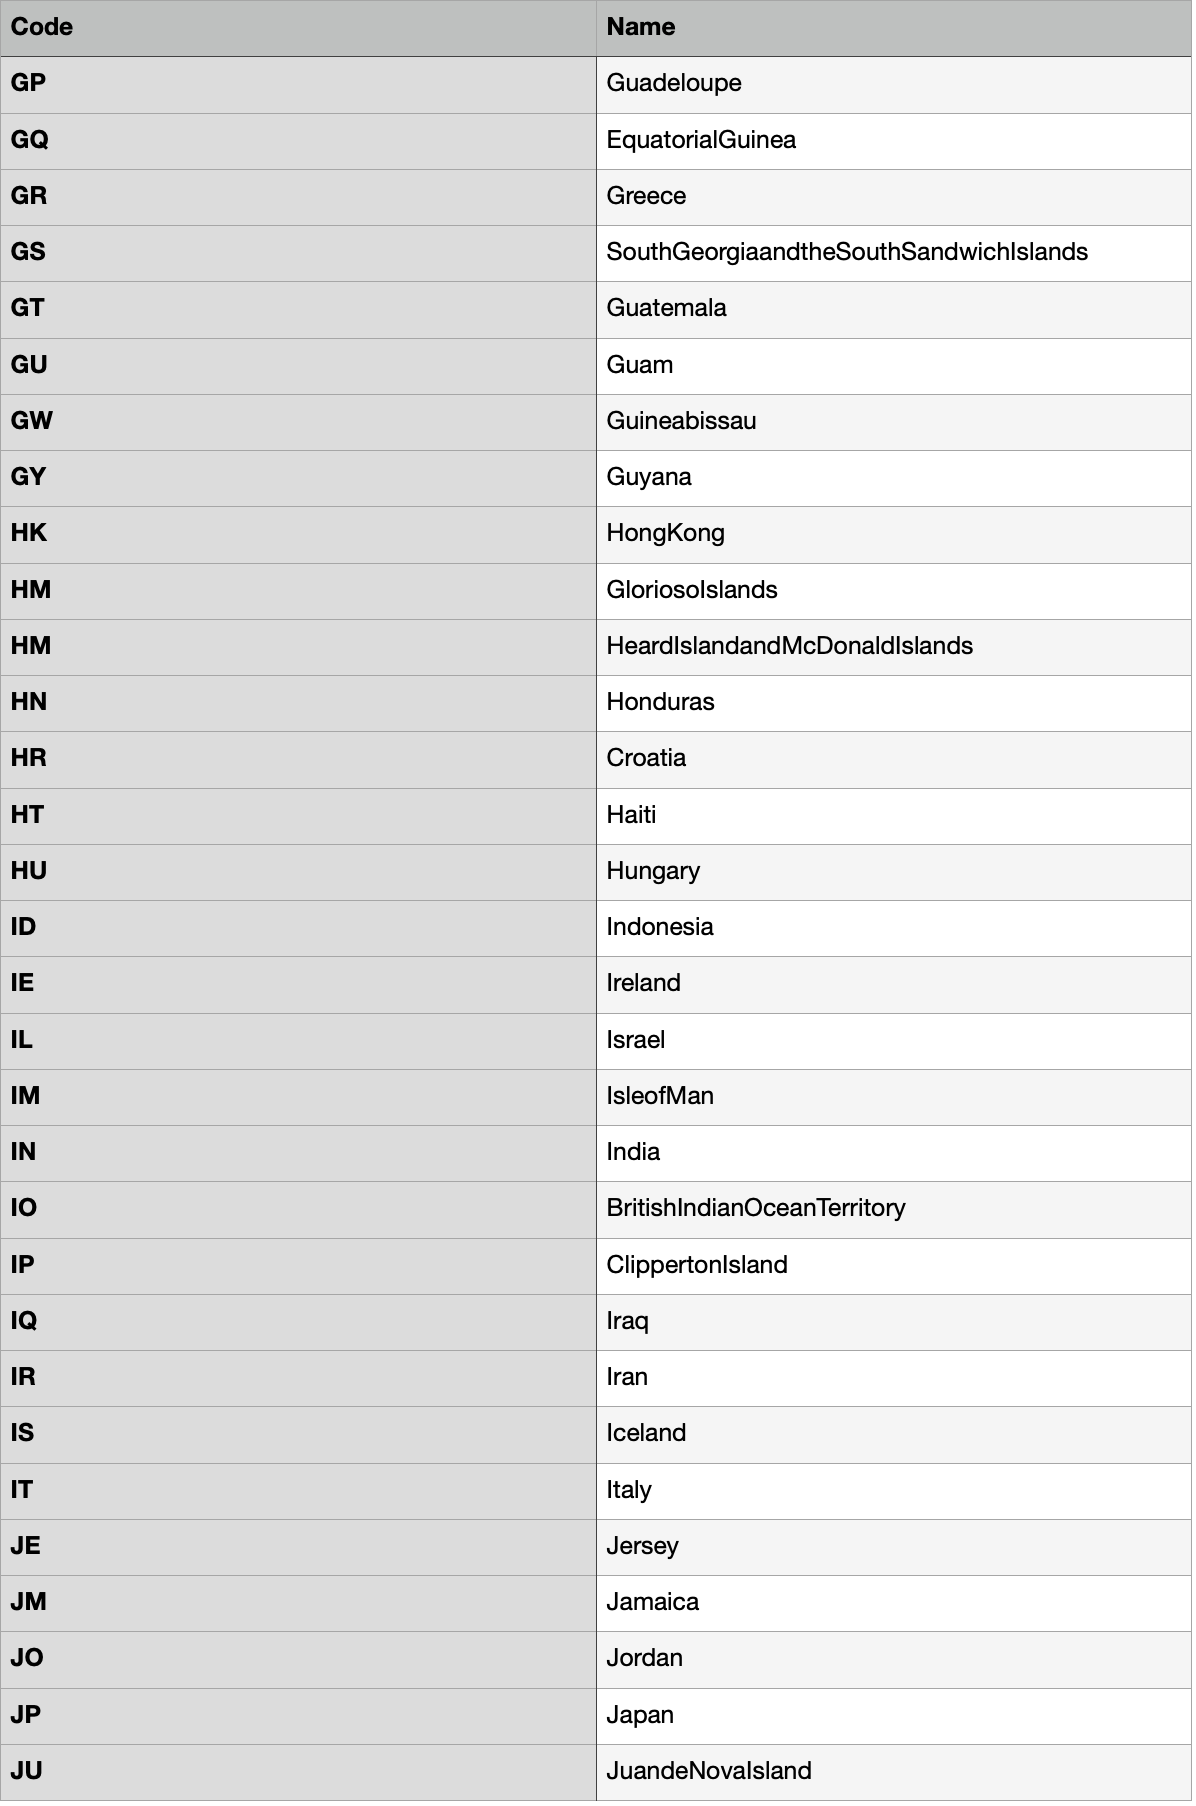 Code Name
GP Guadeloupe
GQ EquatorialGuinea
GR Greece
GS SouthGeorgiaandtheSouthSandwichIslands
GT Guatemala
GU Guam
GW Guineabissau
GY Guyana
HK HongKong
HM GloriosoIslands
HM HeardIslandandMcDonaldIslands
HN Honduras
HR Croatia
HT Haiti
HU Hungary
ID Indonesia
IE Ireland
IL Israel
IM IsleofMan
IN India
IO BritishIndianOceanTerritory
IP ClippertonIsland
IQ Iraq
IR Iran
IS Iceland
IT Italy
JE Jersey
JM Jamaica
JO Jordan
JP Japan
JU JuandeNovaIsland